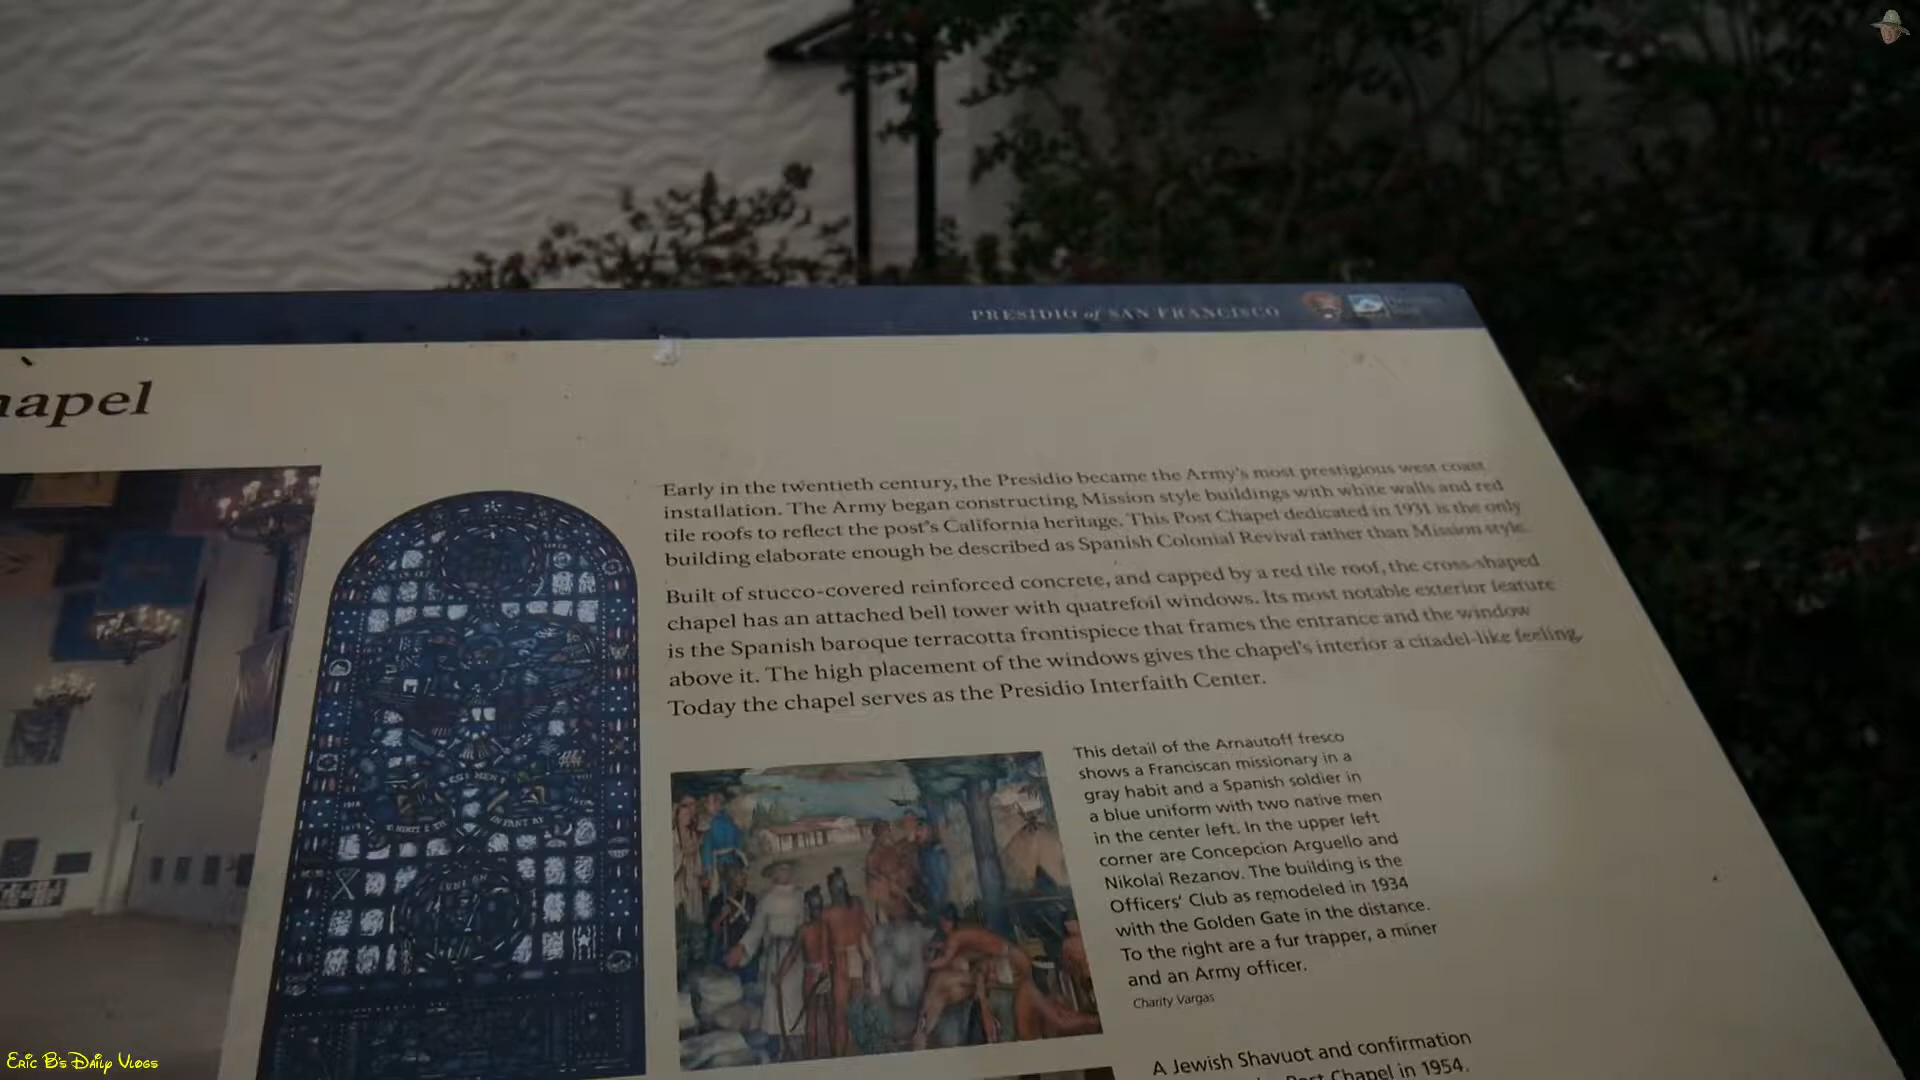 PRESIDIO of SAN FRANCISCO
hapel
Early in the twentieth century, the Presidio became the Army's most prestigious west coast
installation. The Army began constructing Mission style buildings with white walls and red
tile roofs to reflect the post's California heritage. This Post Chapel dedicated in 1931 is the only
building elaborate enough be described as Spanish Colonial Revival rather than Mission style.
Built of stucco-covered reinforced concrete, and capped by a red tile roof, the cross-shaped
chapel has an attached bell tower with quatrefoil windows. Its most notable exterior feature
is the Spanish baroque terracotta frontispiece that frames the entrance and the window
above it. The high placement of the windows gives the chapel's interior a citadel-like feeling.
Today the chapel serves as the Presidio Interfaith Center.
This detail of the Arnautoff fresco
shows a Franciscan missionary in a
gray habit and a Spanish soldier in
a blue uniform with two native men
in the center left. In the upper left
corner are Concepcion Arguello and
Nikolai Rezanov. The building is the
Officers' Club as remodeled in 1934
with the Golden Gate in the distance.
To the right are a fur trapper, a miner
and an Army officer.
Charity Vargas
A Jewish Shavuot and confirmation
Post Chapel in 1954.
Eric B's Daily Vlogs